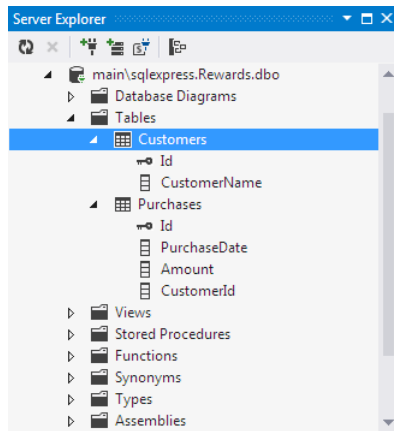 Server Explorer
main\sqlexpress.Rewards.dbo
Database Diagrams
Tables
Customers
Id
CustomerName
Purchases
Id
PurchaseDate
Amount
CustomerId
Views
Stored Procedures
Functions
Synonyms
Types
Assemblies